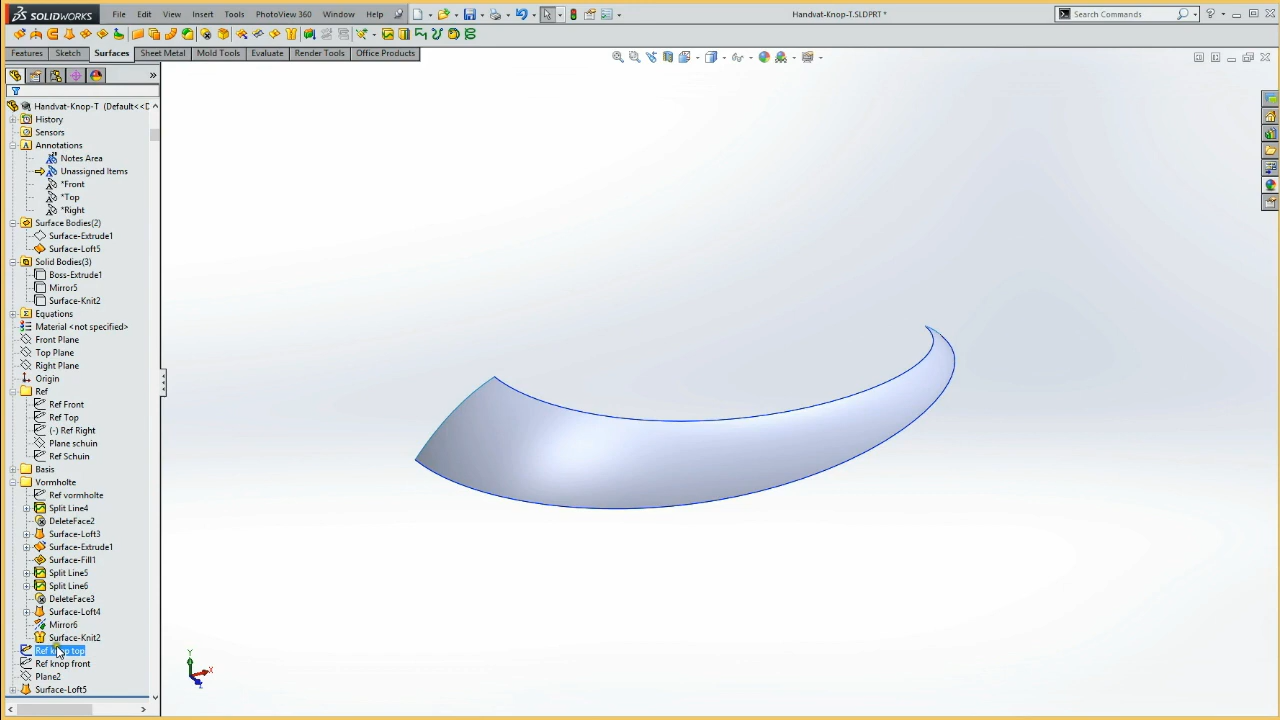 SOLIDWORKS File Edit View Insert Tools PhotoView 360 Window Help Handvat-Knop-T.SLDPRT * Search Commands
Features Sketch Surfaces Sheet Metal Mold Tools Evaluate Render Tools Office Products
Handvat-Knop-T (Default<<D
History
Sensors
Annotations
Notes Area
Unassigned Items
*Front
*Top
*Right
Surface Bodies(2)
Surface-Extrude1
Surface-Loft5
Solid Bodies(3)
Boss-Extrude1
Mirror5
Surface-Knit2
Equations
Material <not specified>
Front Plane
Top Plane
Right Plane
Origin
Ref
Ref Front
Ref Top
(-) Ref Right
Plane schuin
Ref Schuin
Basis
Vormholte
Ref vormholte
Split Line4
DeleteFace2
Surface-Loft3
Surface-Extrude1
Surface-Fill1
Split Line5
Split Line6
DeleteFace3
Surface-Loft4
Mirror6
Surface-Knit2
Ref knop top
Ref knop front
Plane2
Surface-Loft5
Y
X
Z